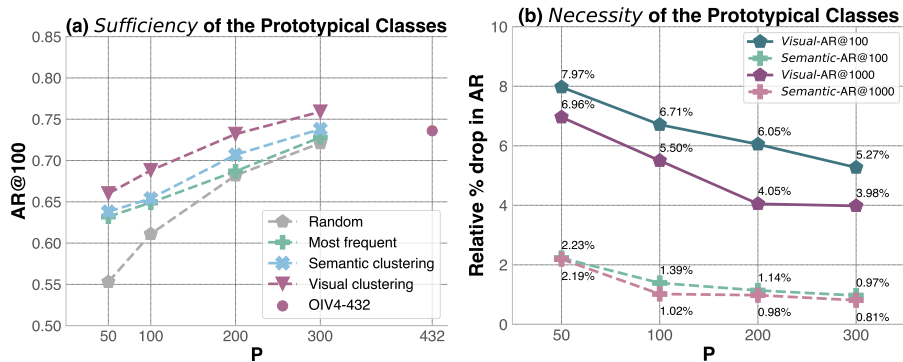 (a) Sufficiency of the Prototypical Classes
0.85
0.80
0.75
0.70
0.65
0.60
0.55
0.50
AR@100
Random
Most frequent
Semantic clustering
Visual clustering
OIV4-432
50 100 200 300 432
P
(b) Necessity of the Prototypical Classes
10
8
6
4
2
0
Relative % drop in AR
Visual-AR@100
Semantic-AR@100
Visual-AR@1000
Semantic-AR@1000
7.97%
6.71%
6.05%
5.27%
6.96%
5.50%
4.05%
3.98%
2.23%
1.39%
1.14%
0.97%
2.19%
1.02%
0.98%
0.81%
50 100 200 300
P